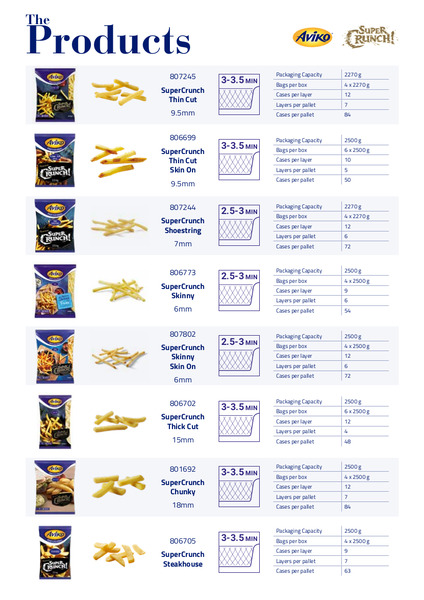 The
Products
Aviko
SUPER
CRUNCH!
807245
SuperCrunch
Thin Cut
9.5mm
3-3.5 MIN
Packaging Capacity 2270 g
Bags per box 4 x 2270 g
Cases per layer 12
Layers per pallet 7
Cases per pallet 84
806699
SuperCrunch
Thin Cut
Skin On
9.5mm
3-3.5 MIN
Packaging Capacity 2500 g
Bags per box 6 x 2500 g
Cases per layer 10
Layers per pallet 5
Cases per pallet 50
807244
SuperCrunch
Shoestring
7mm
2.5-3 MIN
Packaging Capacity 2270 g
Bags per box 4 x 2270 g
Cases per layer 12
Layers per pallet 6
Cases per pallet 72
806773
SuperCrunch
Skinny
6mm
2.5-3 MIN
Packaging Capacity 2500 g
Bags per box 4 x 2500 g
Cases per layer 9
Layers per pallet 6
Cases per pallet 54
807802
SuperCrunch
Skinny
Skin On
6mm
2.5-3 MIN
Packaging Capacity 2500 g
Bags per box 4 x 2500 g
Cases per layer 12
Layers per pallet 6
Cases per pallet 72
806702
SuperCrunch
Thick Cut
15mm
3-3.5 MIN
Packaging Capacity 2500 g
Bags per box 6 x 2500 g
Cases per layer 12
Layers per pallet 4
Cases per pallet 48
801692
SuperCrunch
Chunky
18mm
3-3.5 MIN
Packaging Capacity 2500 g
Bags per box 4 x 2500 g
Cases per layer 12
Layers per pallet 7
Cases per pallet 84
806705
SuperCrunch
Steakhouse
3-3.5 MIN
Packaging Capacity 2500 g
Bags per box 4 x 2500 g
Cases per layer 9
Layers per pallet 7
Cases per pallet 63